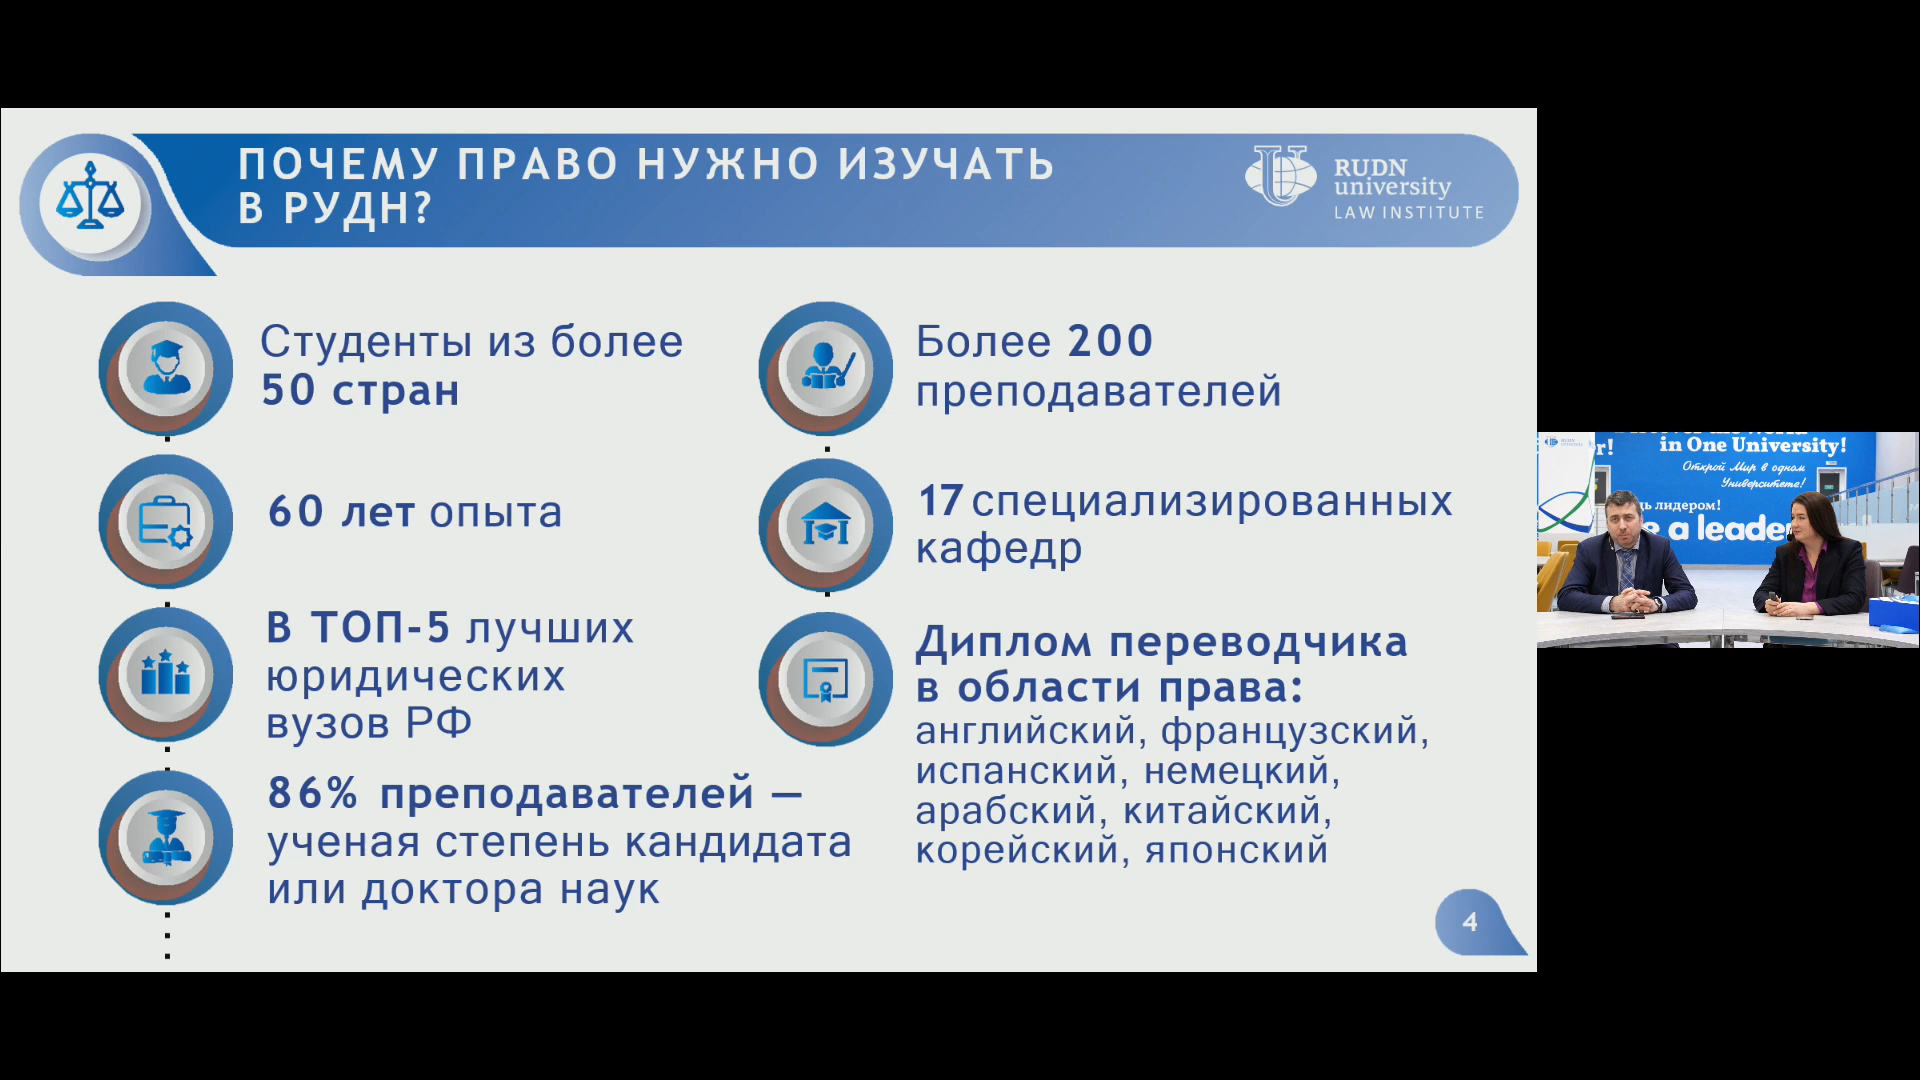 ПОЧЕМУ ПРАВО НУЖНО ИЗУЧАТЬ
В РУДН?
RUDN
university
LAW INSTITUTE
Студенты из более
50 стран
60 лет опыта
В ТОП-5 лучших
юридических
вузов РФ
86% преподавателей —
ученая степень кандидата
или доктора наук
Более 200
преподавателей
17 специализированных
кафедр
Диплом переводчика
в области права:
английский, французский,
испанский, немецкий,
арабский, китайский,
корейский, японский
4
in One University!
Открой Мир в одном
Университете!
лидером!
a leader